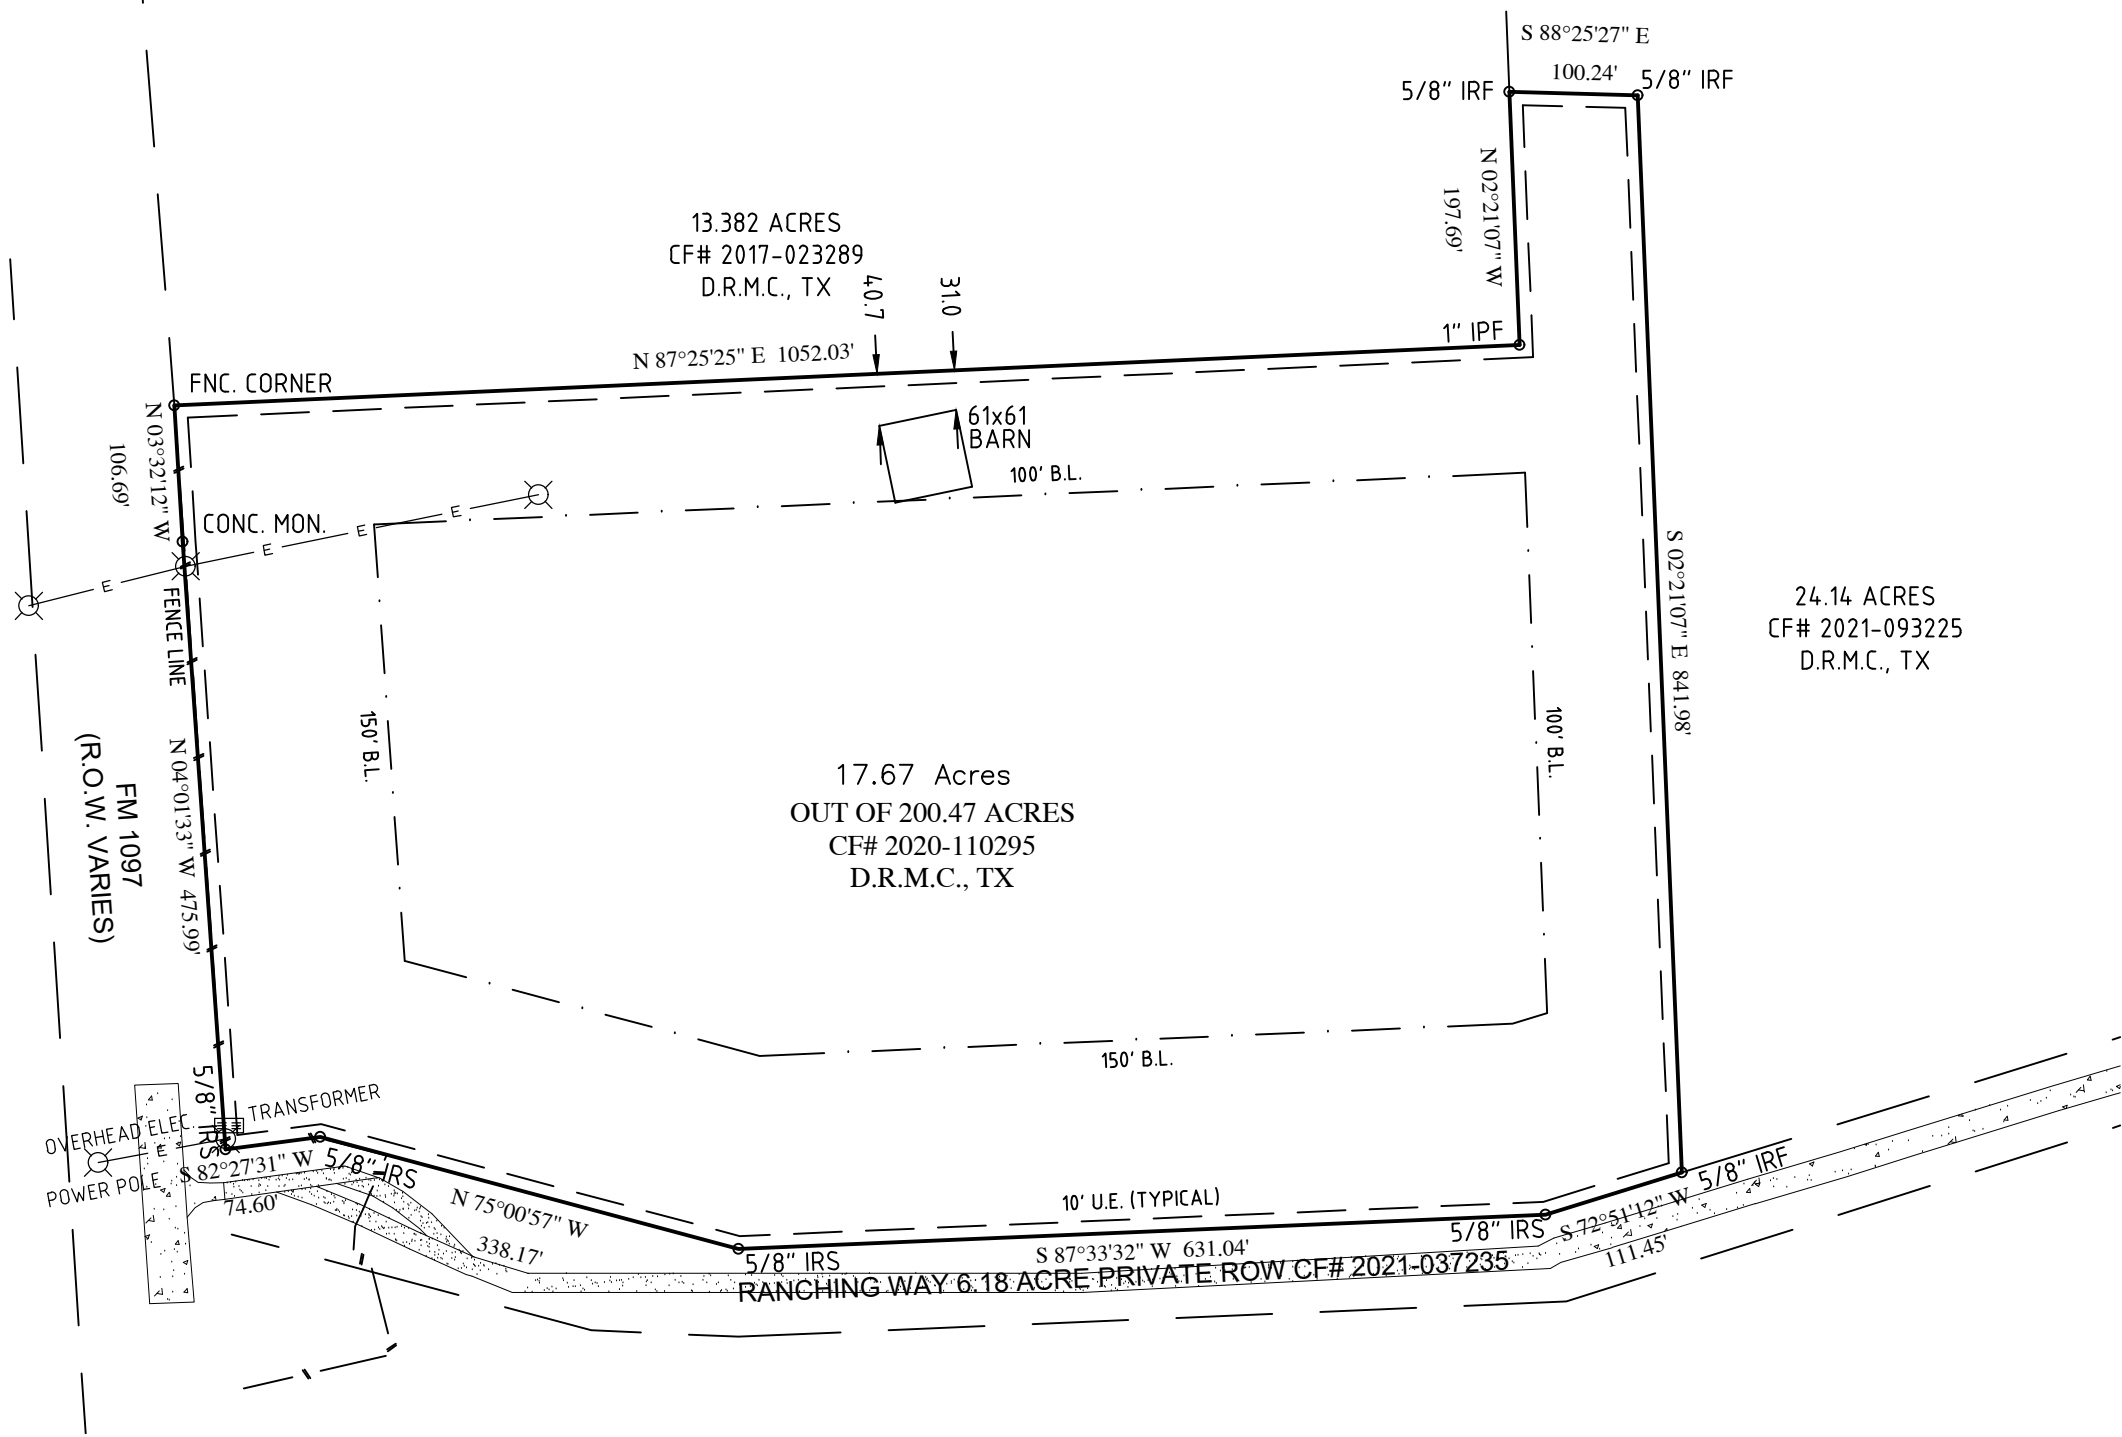 S 88°25'27" E
100.24'
5/8" IRF
5/8" IRF
N 02°21'07" W
197.69'
13.382 ACRES
CF# 2017-023289
D.R.M.C., TX
40.7
31.0
1" IPF
N 87°25'25" E 1052.03'
FNC. CORNER
N 03°32'12" W
106.69'
61x61
BARN
100' B.L.
CONC. MON.
E
E
E
E
FENCE LINE
S 02°21'07" E 841.98'
24.14 ACRES
CF# 2021-093225
D.R.M.C., TX
150' B.L.
100' B.L.
N 04°01'33" W 475.99'
FM 1097
(R.O.W. VARIES)
17.67 Acres
OUT OF 200.47 ACRES
CF# 2020-110295
D.R.M.C., TX
150' B.L.
5/8" IRS
TRANSFORMER
OVERHEAD ELEC.
E
POWER POLE
S 82°27'31" W
74.60'
5/8" IRS
N 75°00'57" W
338.17'
10' U.E. (TYPICAL)
5/8" IRF
5/8" IRS
S 72°51'12" W
111.45'
5/8" IRS
S 87°33'32" W 631.04'
RANCHING WAY 6.18 ACRE PRIVATE ROW CF# 2021-037235